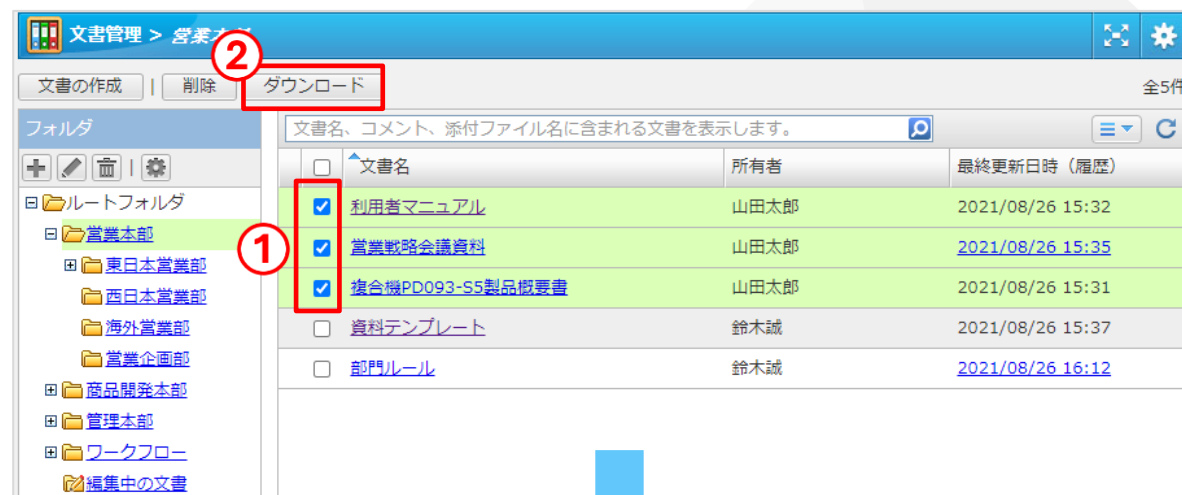 文書管理 > 営業本部
②
文書の作成 | 削除 ダウンロード 全5件
フォルダ
文書名、コメント、添付ファイル名に含まれる文書を表示します。
文書名 所有者 最終更新日時（履歴）
ルートフォルダ
営業本部
東日本営業部
西日本営業部
海外営業部
営業企画部
商品開発本部
管理本部
ワークフロー
編集中の文書
①
利用者マニュアル 山田太郎 2021/08/26 15:32
営業戦略会議資料 山田太郎 2021/08/26 15:35
複合機PD093-S5製品概要書 山田太郎 2021/08/26 15:31
資料テンプレート 鈴木誠 2021/08/26 15:37
部門ルール 鈴木誠 2021/08/26 16:12